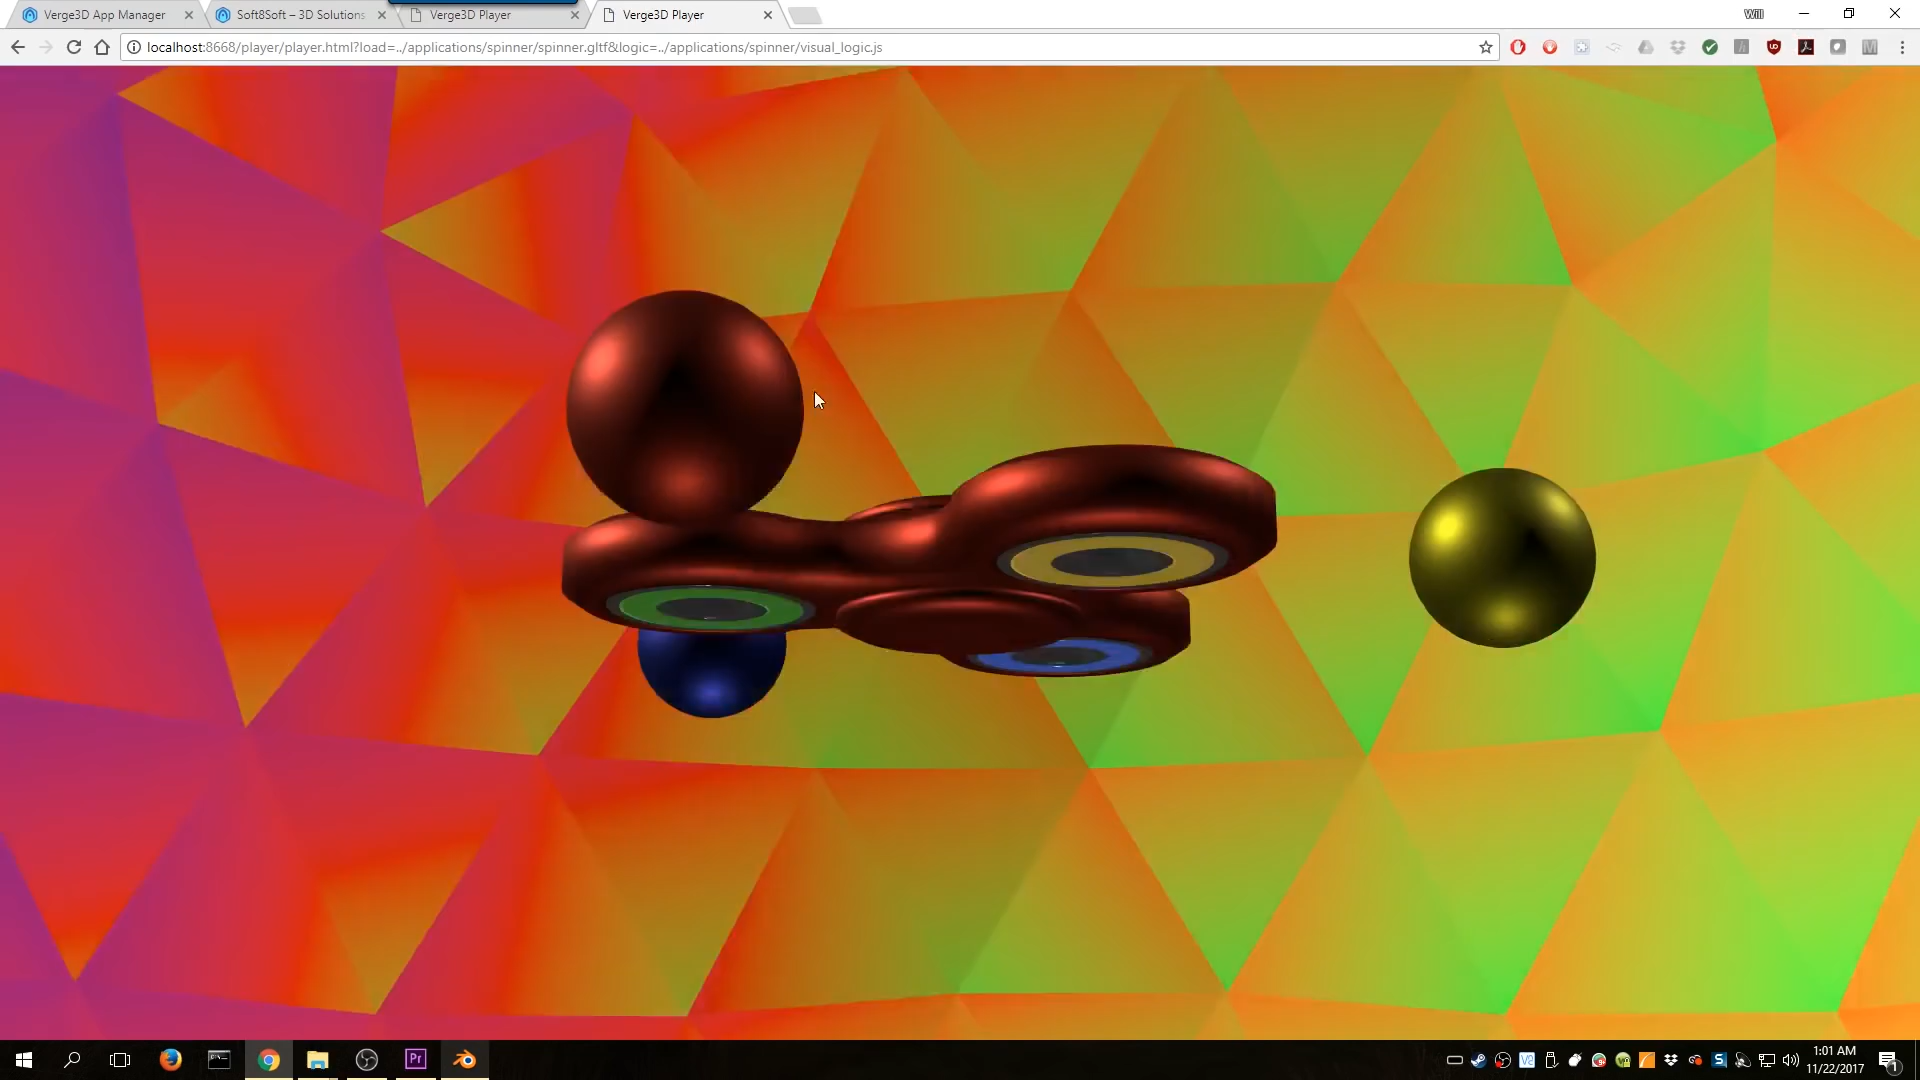 Verge3D App Manager
Soft8Soft – 3D Solutions
Verge3D Player
Verge3D Player
Will
localhost:8668/player/player.html?load=../applications/spinner/spinner.gltf&logic=../applications/spinner/visual_logic.js
Pr
1:01 AM
11/22/2017